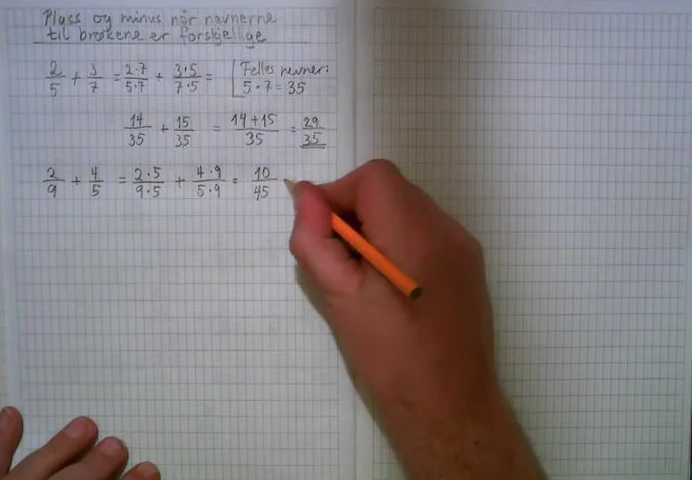 Pluss og minus når nevnerne
til brøkene er forskjellige
2/5 + 3/7 = 2·7/5·7 + 3·5/7·5 = Felles nevner:
5·7 = 35
14/35 + 15/35 = 14+15/35 = 29/35
2/9 + 4/5 = 2·5/9·5 + 4·9/5·9 = 10/45